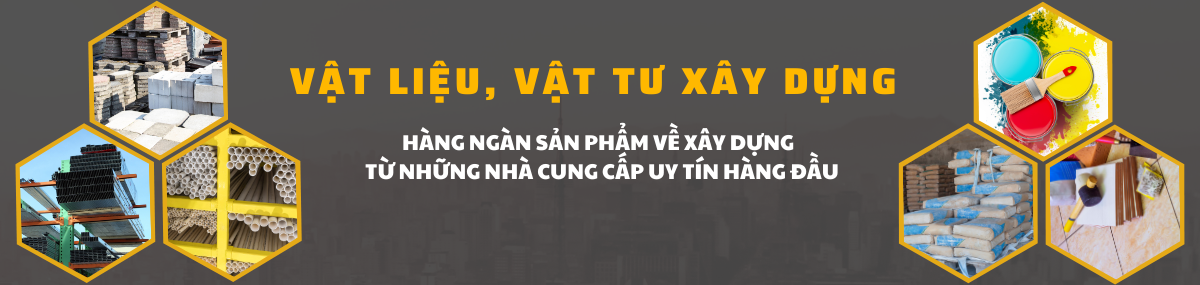 VẬT LIỆU, VẬT TƯ XÂY DỰNG
HÀNG NGÀN SẢN PHẨM VỀ XÂY DỰNG
TỪ NHỮNG NHÀ CUNG CẤP UY TÍN HÀNG ĐẦU